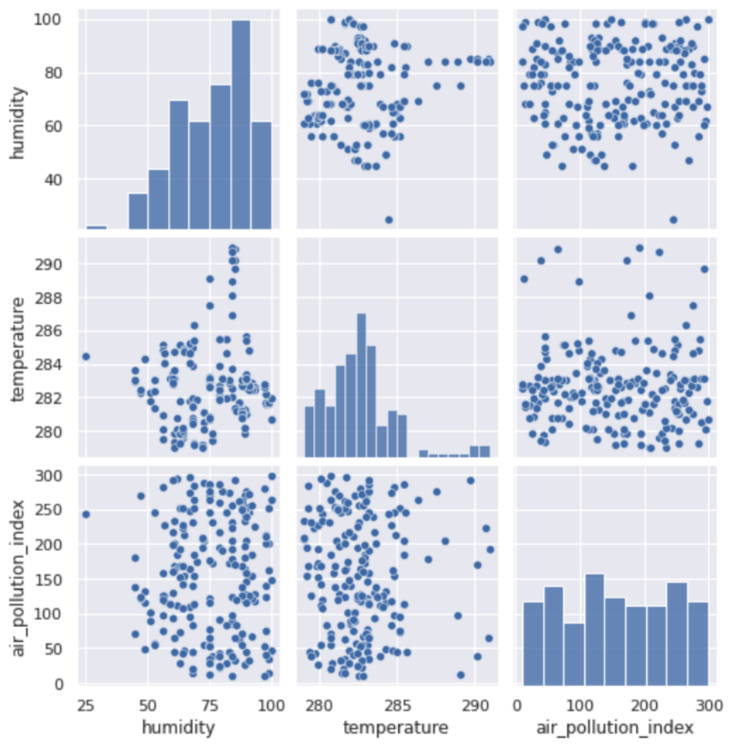 100
80
60
40
humidity
290
288
286
284
282
280
temperature
300
250
200
150
100
50
0
air_pollution_index
25 50 75 100
280 285 290
0 100 200 300
humidity temperature air_pollution_index